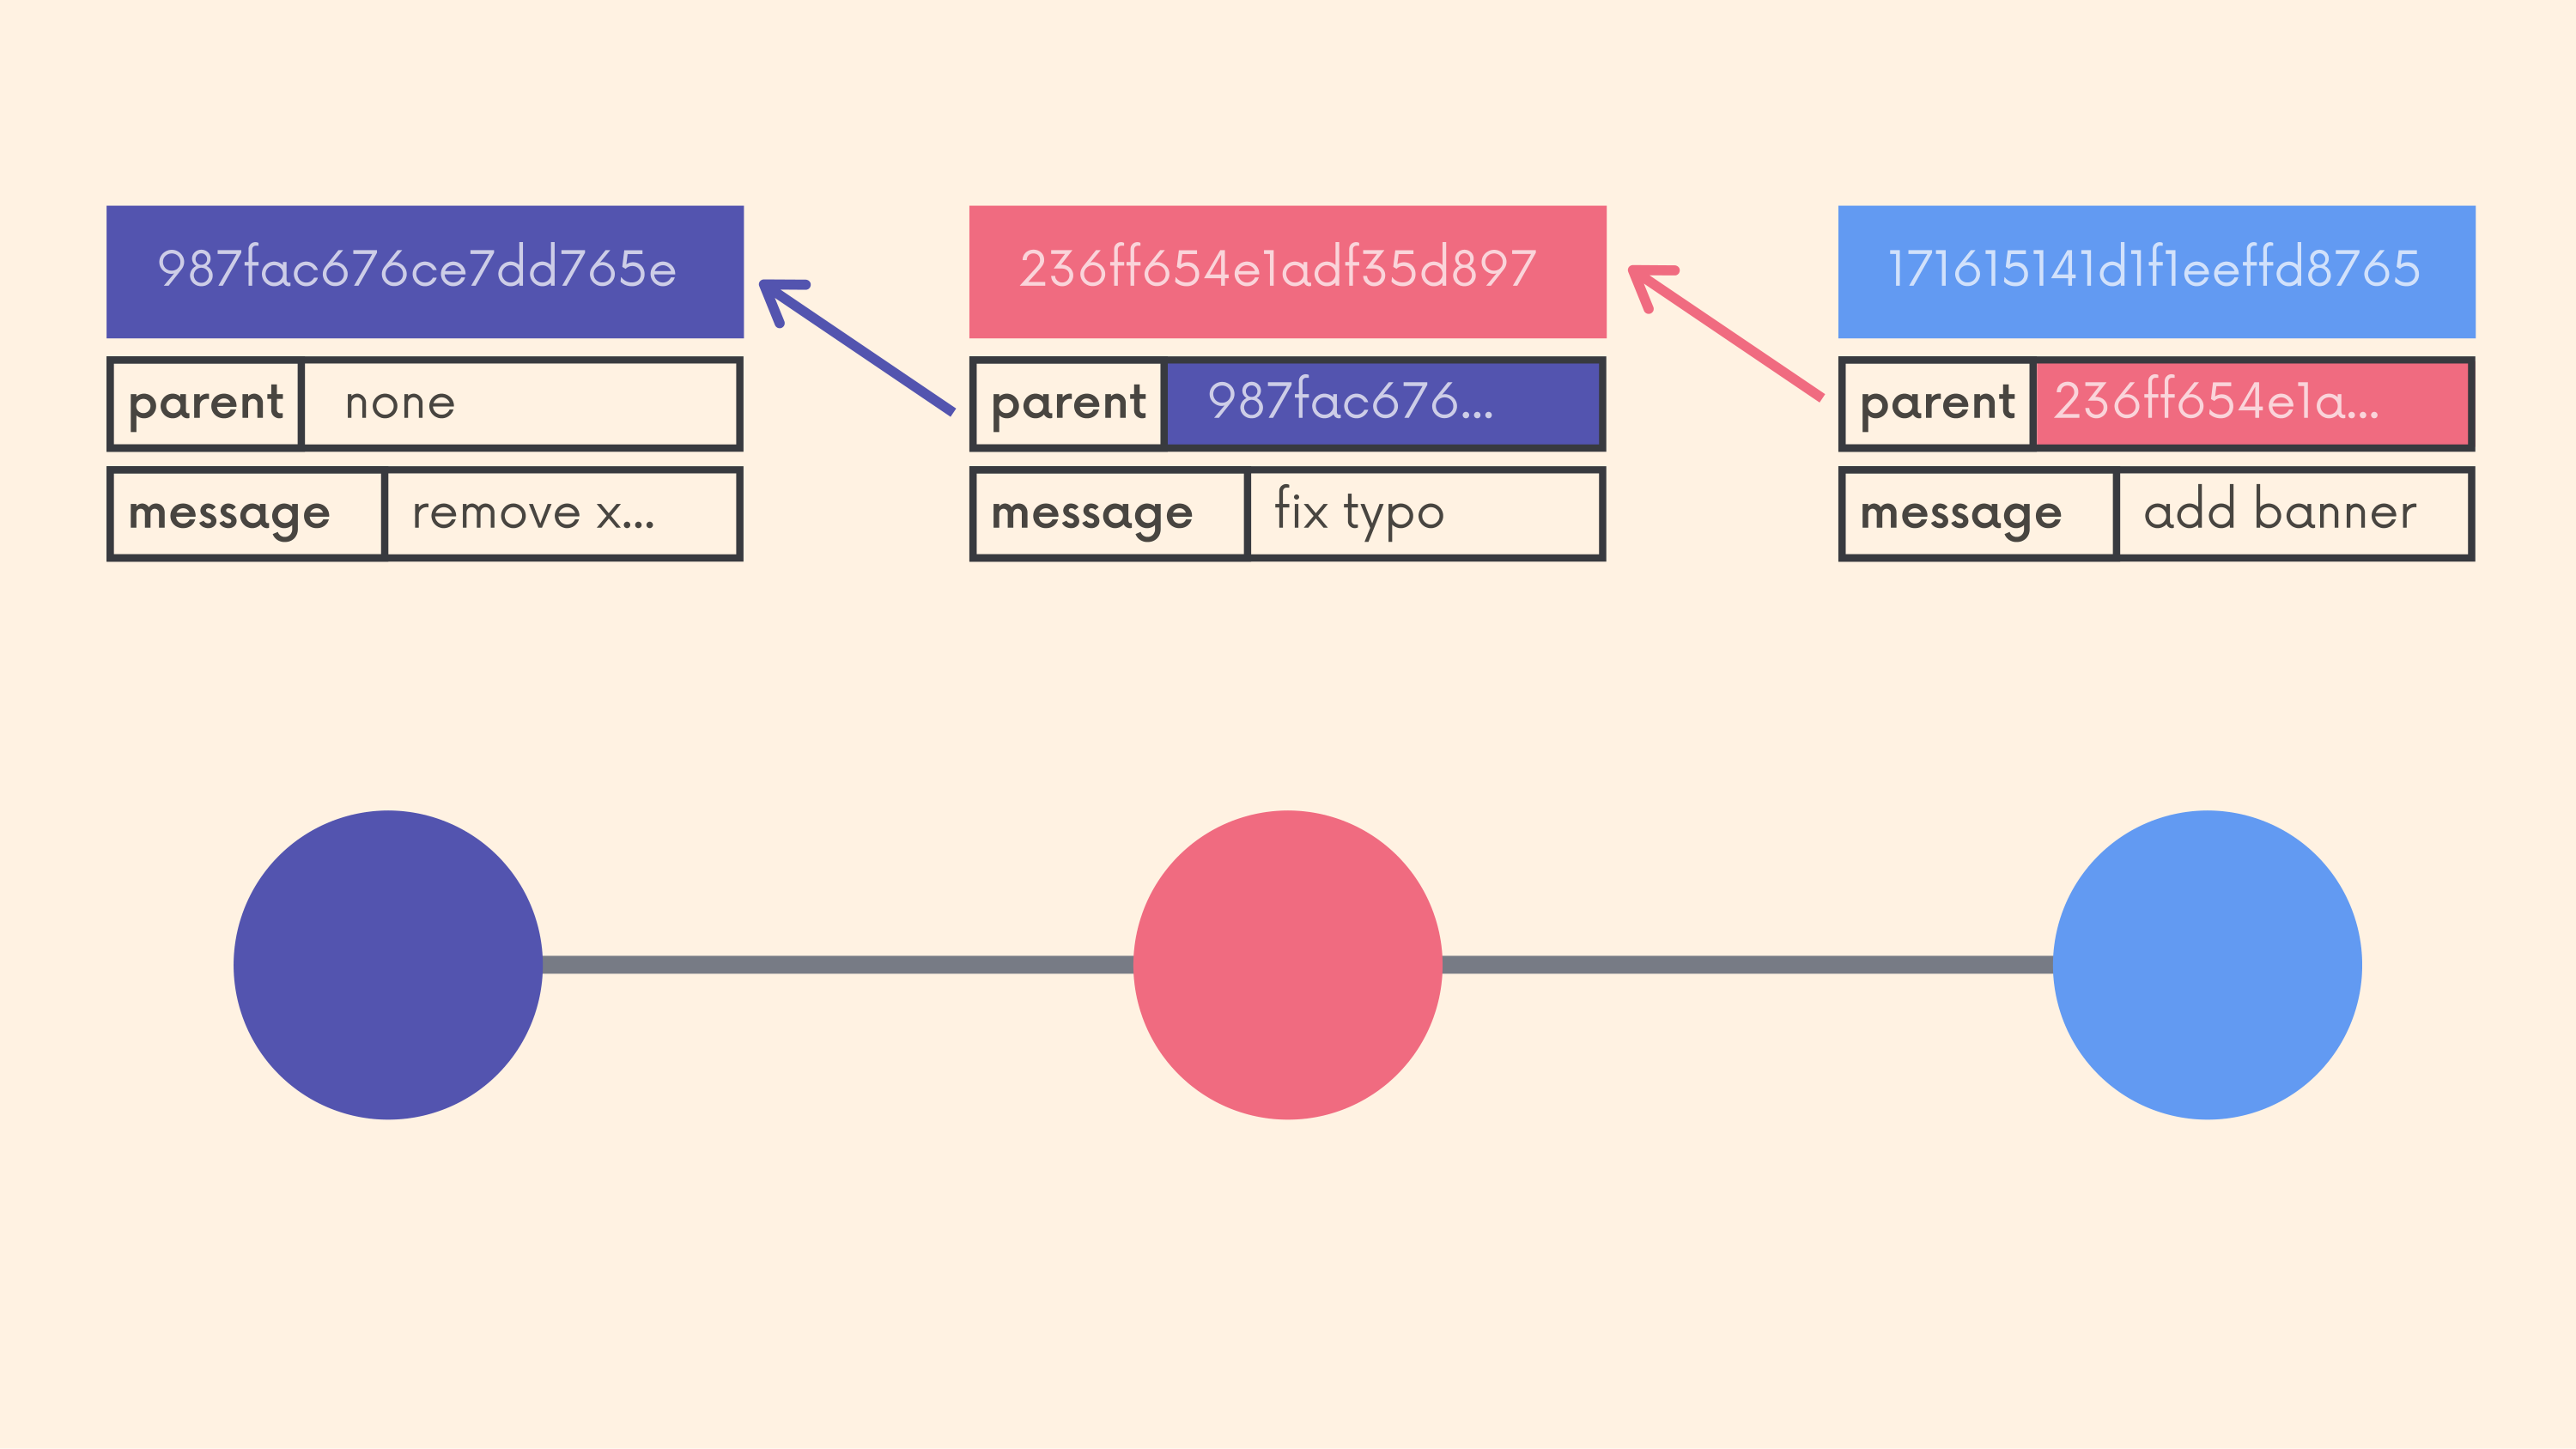 987fac676ce7dd765e
parent none
message remove x...
236ff654e1adf35d897
parent 987fac676...
message fix typo
171615141d1f1eeffd8765
parent 236ff654e1a...
message add banner